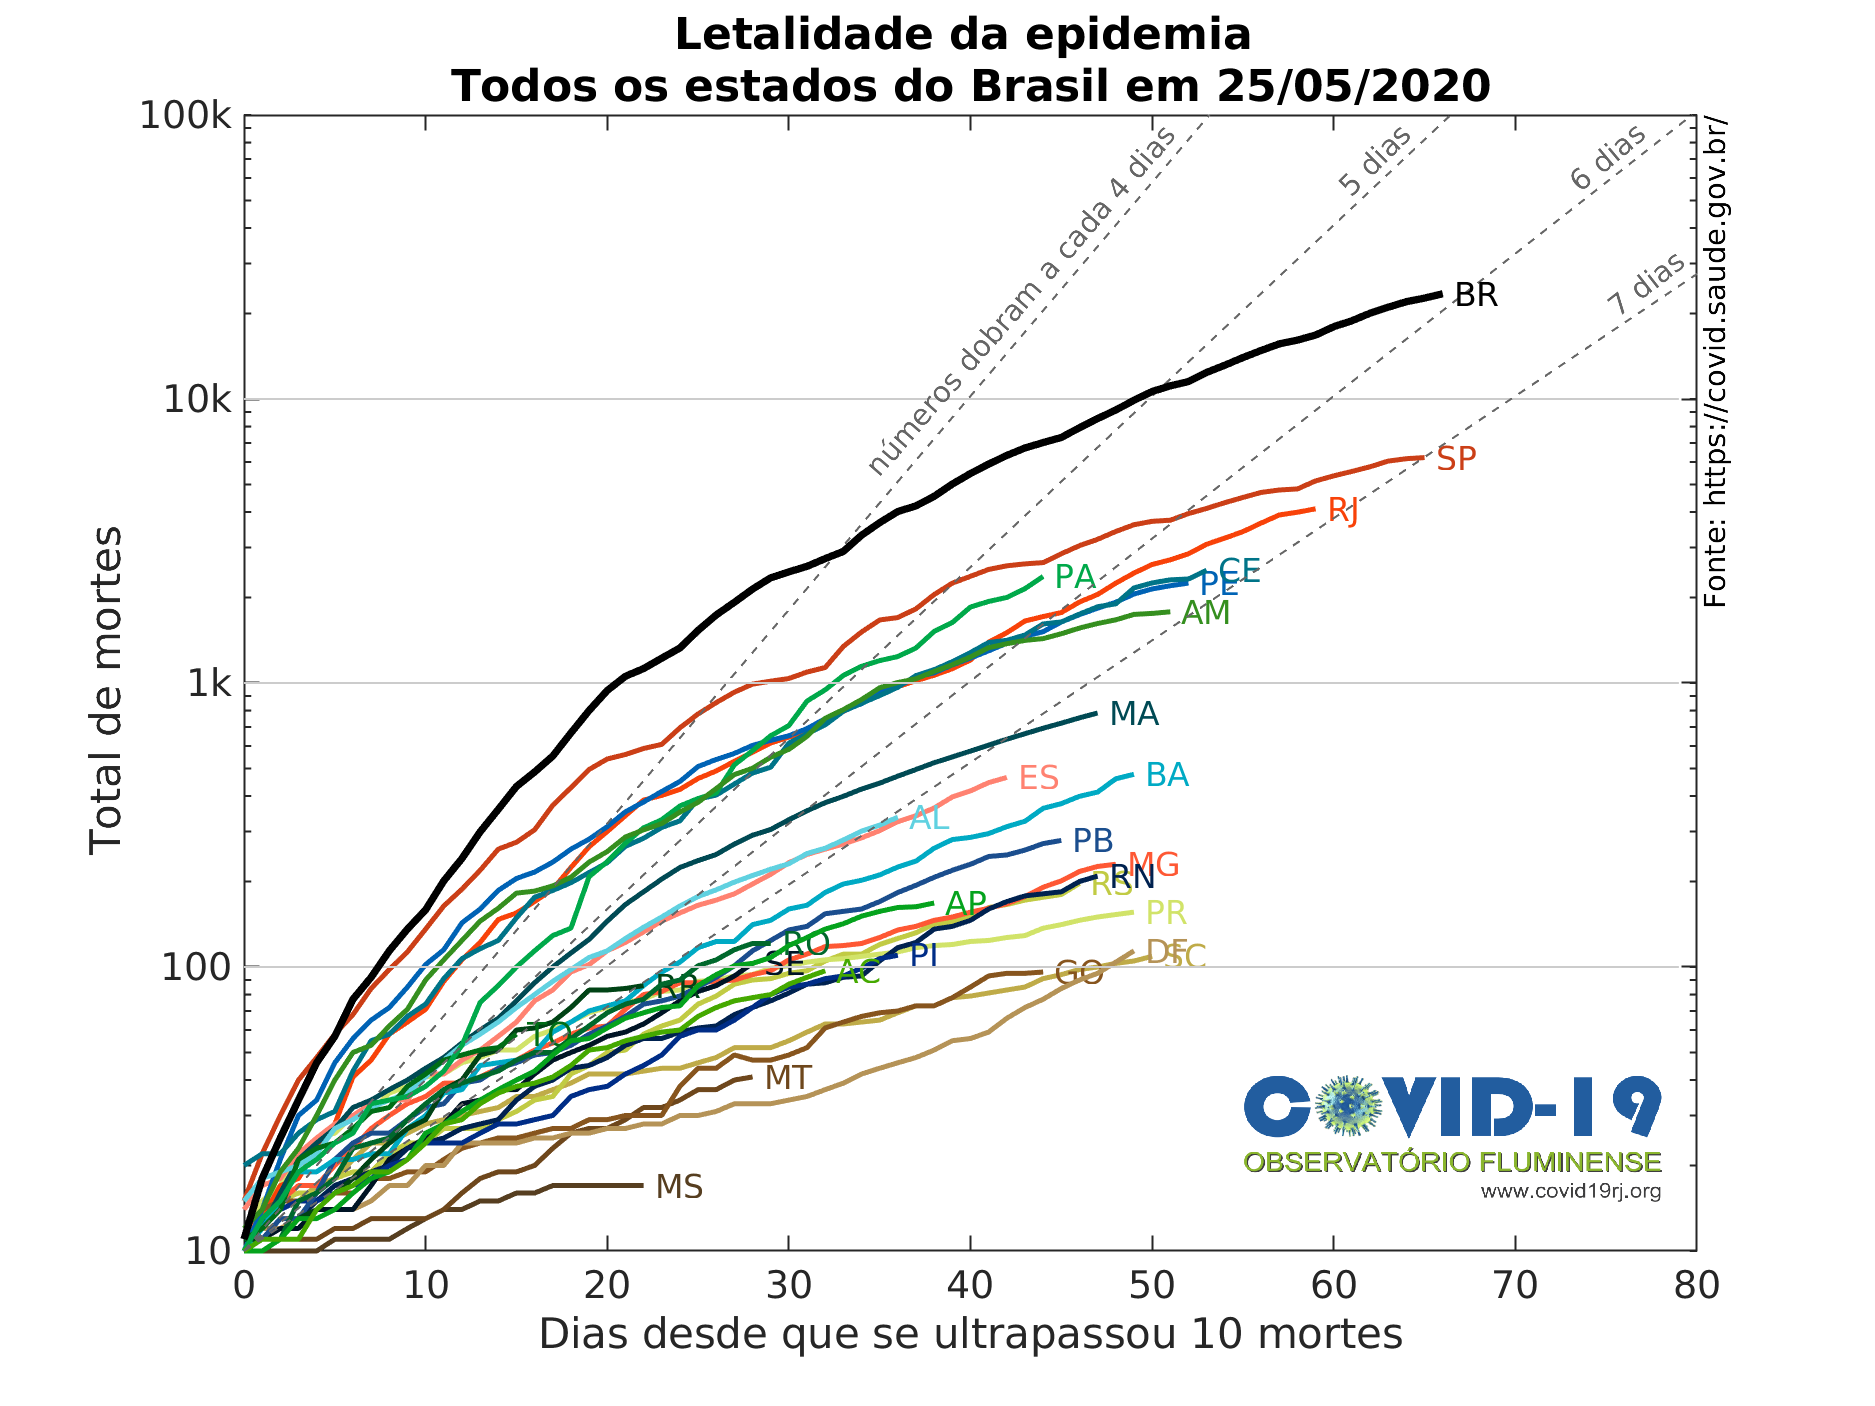 Letalidade da epidemia
Todos os estados do Brasil em 25/05/2020
100k
10k
1k
100
10
Total de mortes
0 10 20 30 40 50 60 70 80
Dias desde que se ultrapassou 10 mortes
números dobram a cada 4 dias
5 dias
6 dias
7 dias
BR
SP
RJ
PA
CE
PE
AM
MA
ES
BA
AL
PB
MG
RN
RS
AP
PR
RO
SE
PI
AC
DF
SC
GO
RR
TO
MT
MS
Fonte: https://covid.saude.gov.br/
COVID-19
OBSERVATÓRIO FLUMINENSE
www.covid19rj.org